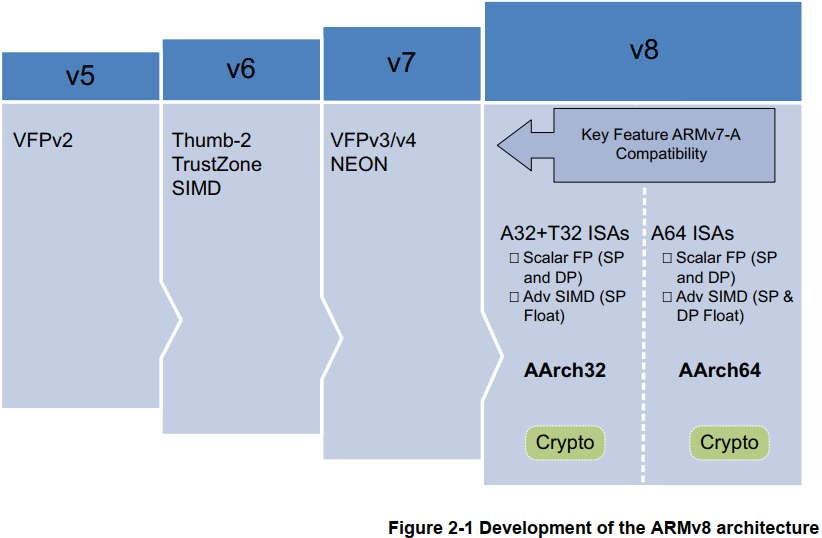 v5
v6
v7
v8
VFPv2
Thumb-2
TrustZone
SIMD
VFPv3/v4
NEON
Key Feature ARMv7-A
Compatibility
A32+T32 ISAs
Scalar FP (SP
and DP)
Adv SIMD (SP
Float)
AArch32
Crypto
A64 ISAs
Scalar FP (SP
and DP)
Adv SIMD (SP &
DP Float)
AArch64
Crypto
Figure 2-1 Development of the ARMv8 architecture